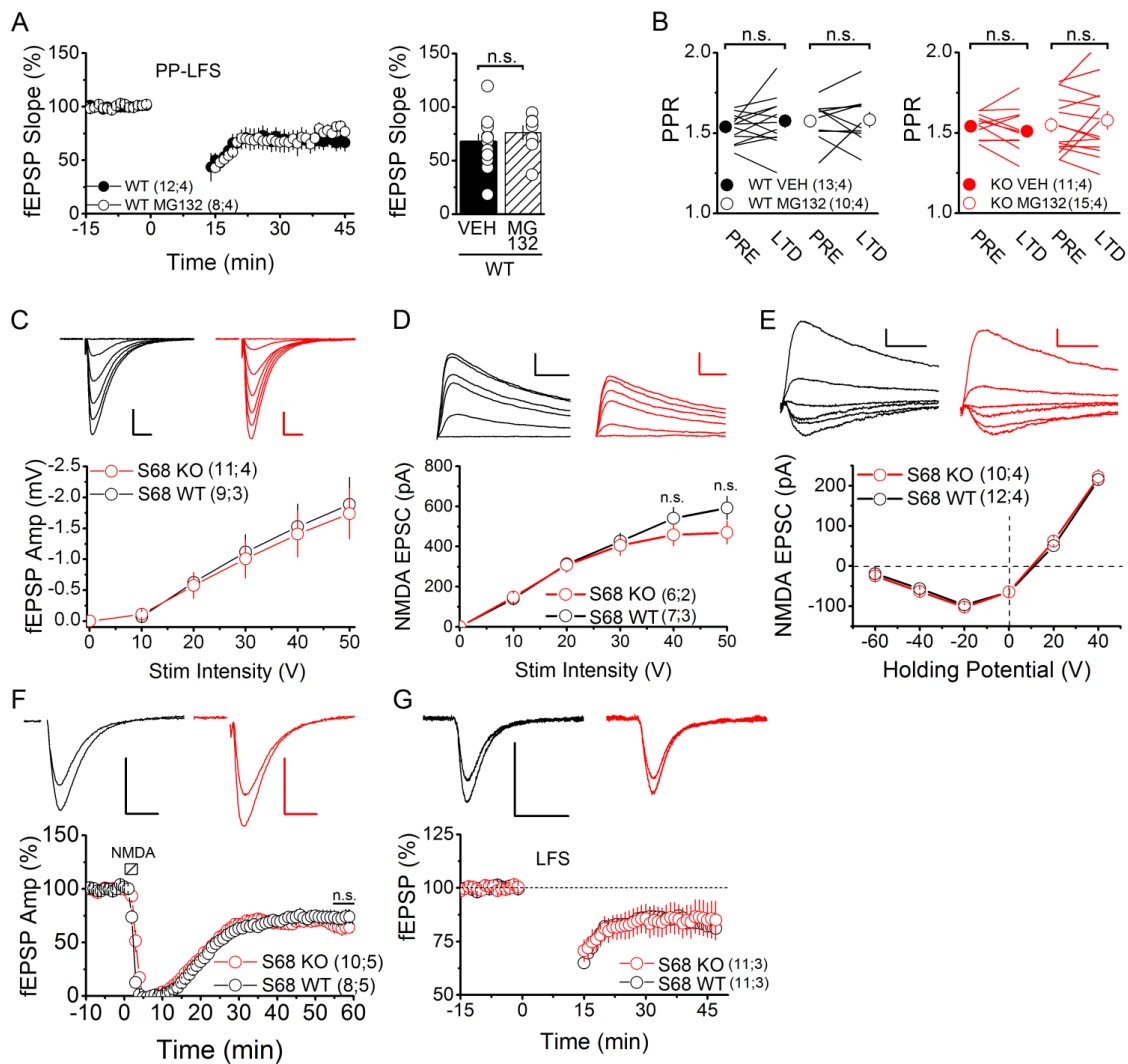 A
fEPSP Slope (%)
150
100
50
0
PP-LFS
WT (12;4)
WT MG132 (8;4)
-15 0 15 30 45
Time (min)
fEPSP Slope (%)
150
100
50
0
n.s.
VEH MG
132
WT
B
PPR
2.0
1.5
1.0
n.s. n.s.
WT VEH (13;4)
WT MG132 (10;4)
PRE LTD PRE LTD
PPR
2.0
1.5
1.0
n.s. n.s.
KO VEH (11;4)
KO MG132 (15;4)
PRE LTD PRE LTD
C
fEPSP Amp (mV)
-2.5
-2.0
-1.5
-1.0
-0.5
0.0
S68 KO (11;4)
S68 WT (9;3)
0 10 20 30 40 50
Stim Intensity (V)
D
NMDA EPSC (pA)
800
600
400
200
0
n.s. n.s.
S68 KO (6;2)
S68 WT (7;3)
0 10 20 30 40 50
Stim Intensity (V)
E
NMDA EPSC (pA)
200
100
0
-100
S68 KO (10;4)
S68 WT (12;4)
-60 -40 -20 0 20 40
Holding Potential (V)
F
fEPSP Amp (%)
150
100
50
0
NMDA
n.s.
S68 KO (10;5)
S68 WT (8;5)
-10 0 10 20 30 40 50 60
Time (min)
G
fEPSP (%)
125
100
75
50
LFS
S68 KO (11;3)
S68 WT (11;3)
-15 0 15 30 45
Time (min)